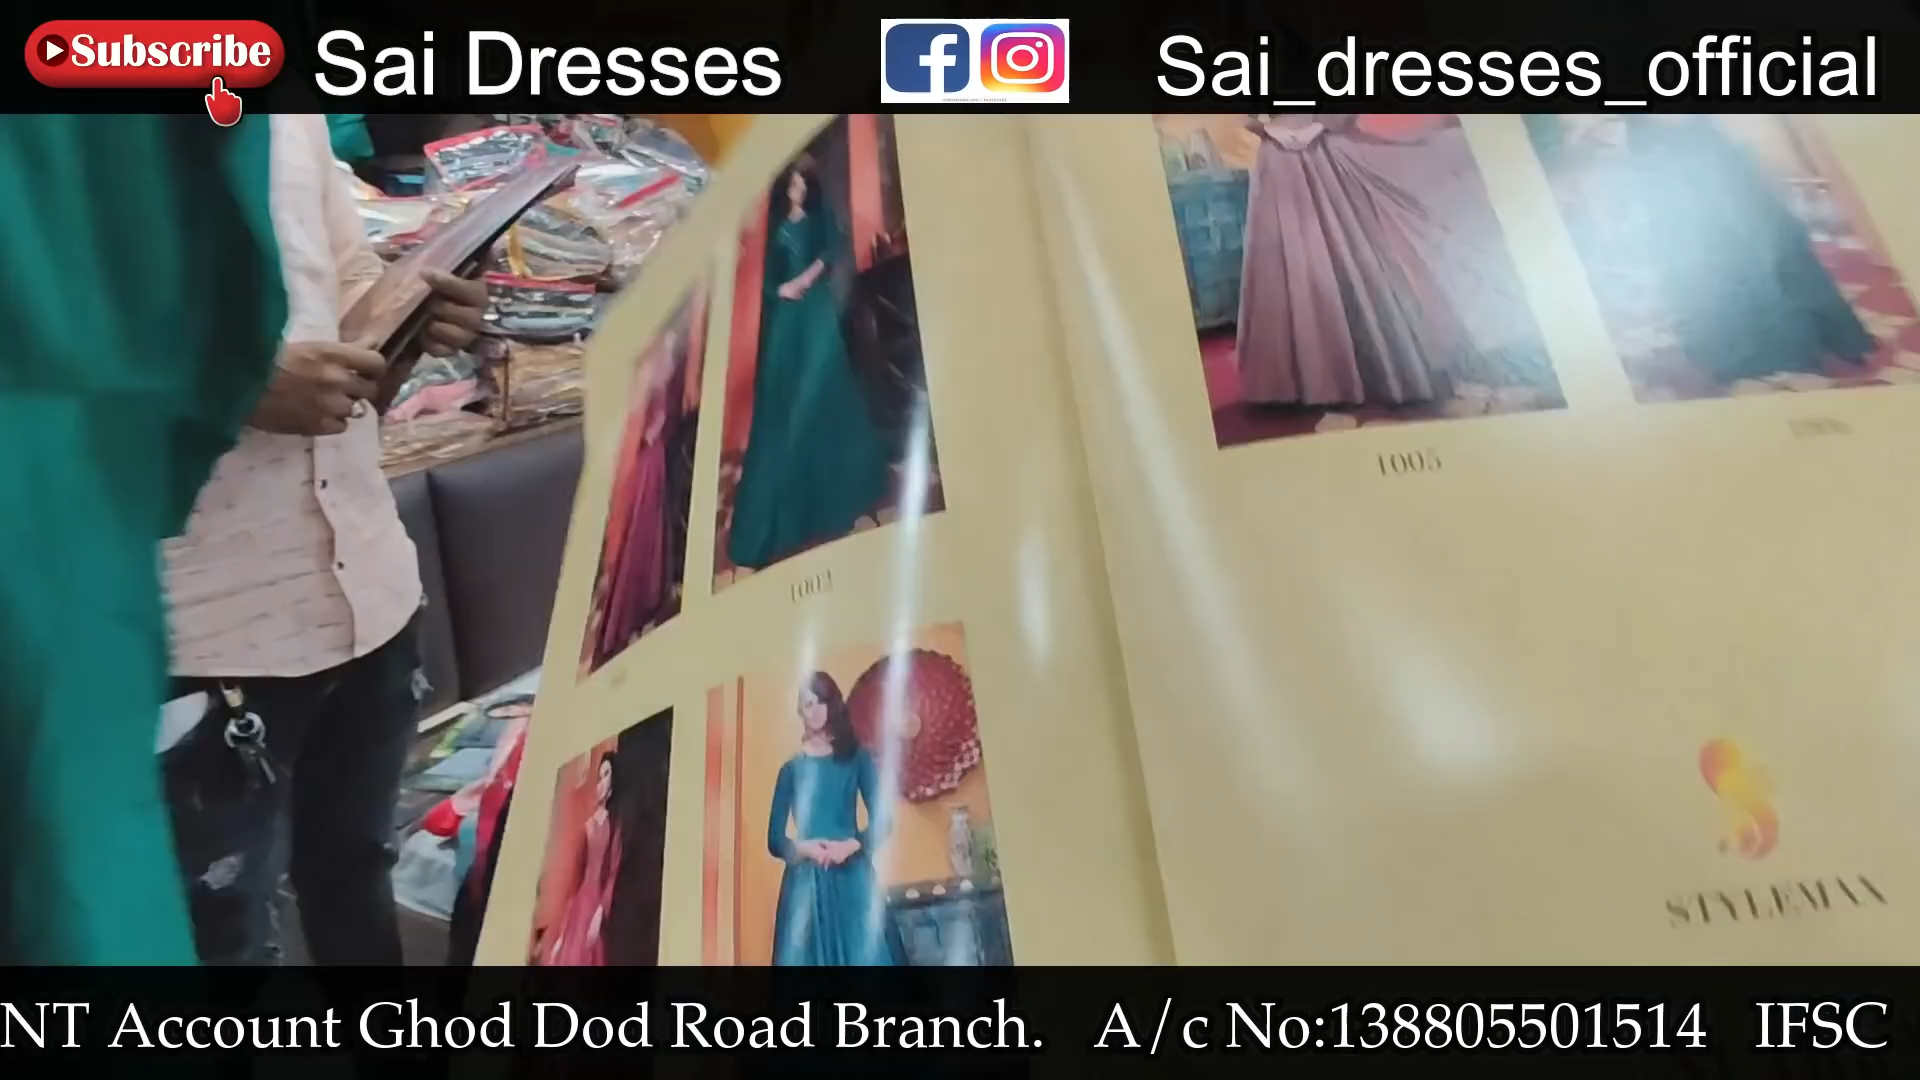 Subscribe
Sai Dresses
Sai_dresses_official
1005
STYLEMAX
NT Account Ghod Dod Road Branch. A/c No:138805501514 IFSC